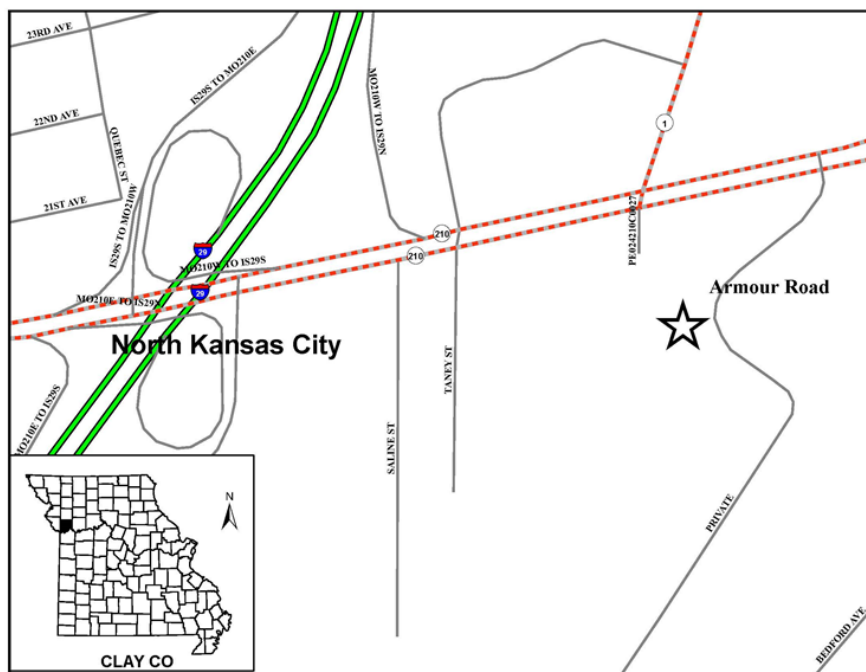 23RD AVE
IS29S TO MO210E
22ND AVE
QUEBEC ST
21ST AVE
IS29S TO MO210W
MO210W TO IS29N
1
210
210
PE024210C0027
29
MO210W TO IS29S
29
MO210E TO IS29N
Armour Road
North Kansas City
MO210E TO IS29S
TANEY ST
SALINE ST
PRIVATE
BEDFORD AVE
N
CLAY CO